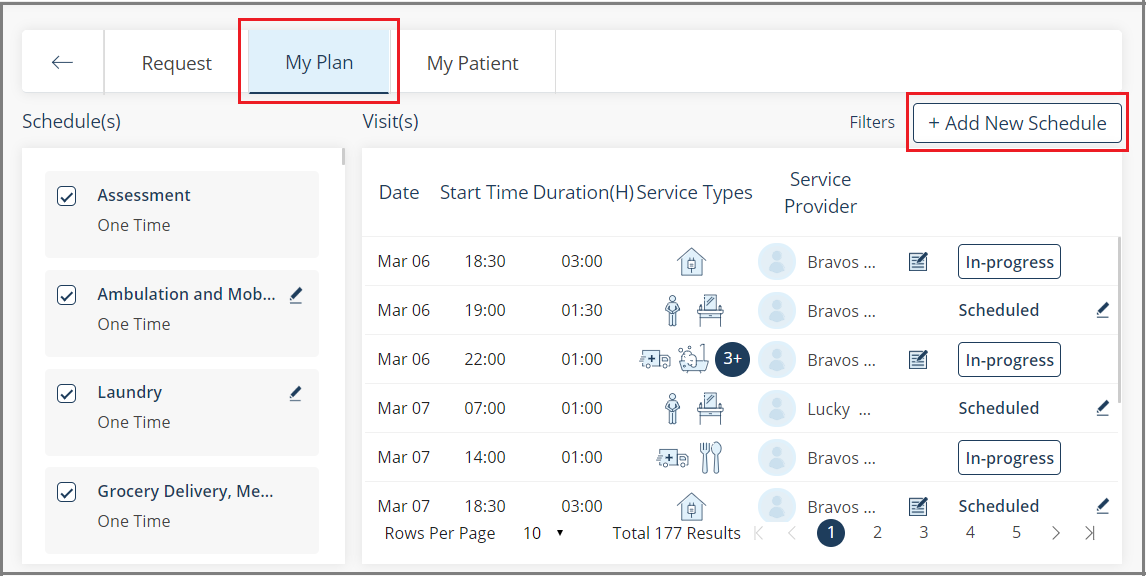 Request
My Plan
My Patient
Schedule(s)
Visit(s)
Filters
+ Add New Schedule
Assessment
One Time
Ambulation and Mob...
One Time
Laundry
One Time
Grocery Delivery, Me...
One Time
Date Start Time Duration(H) Service Types Service Provider
Mar 06 18:30 03:00 Bravos ... In-progress
Mar 06 19:00 01:30 Bravos ... Scheduled
Mar 06 22:00 01:00 3+ Bravos ... In-progress
Mar 07 07:00 01:00 Lucky ... Scheduled
Mar 07 14:00 01:00 Bravos ... In-progress
Mar 07 18:30 03:00 Bravos ... Scheduled
Rows Per Page 10 Total 177 Results 1 2 3 4 5